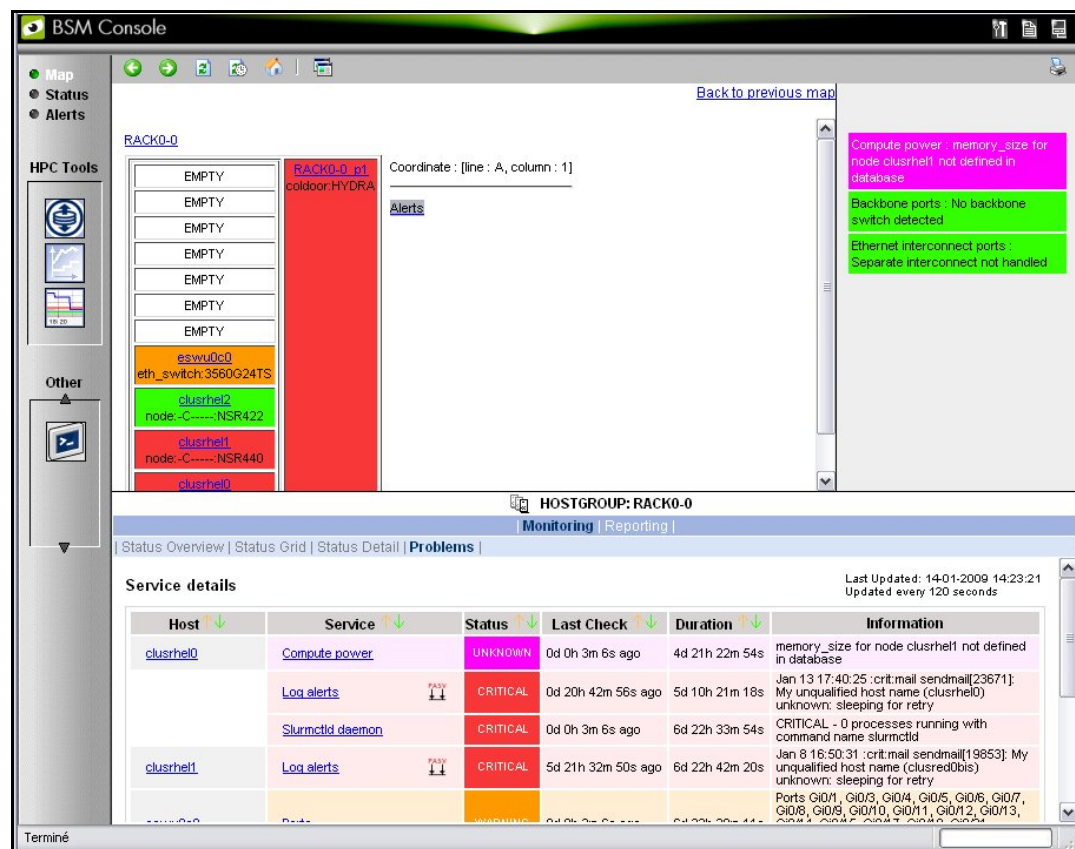 BSM Console
Map
Status
Alerts
HPC Tools
16:20
Other
Back to previous map
RACK0-0
EMPTY
EMPTY
EMPTY
EMPTY
EMPTY
EMPTY
EMPTY
eswu0c0
eth_switch:3560G24TS
clusrhel2
node:-C-----:NSR422
clusrhel1
node:-C-----:NSR440
clusrhel0
RACK0-0_p1
coldoor:HYDRA
Coordinate : [line : A, column : 1]
Alerts
Compute power : memory_size for
node clusrhel1 not defined in
database
Backbone ports : No backbone
switch detected
Ethernet interconnect ports :
Separate interconnect not handled
HOSTGROUP: RACK0-0
| Monitoring | Reporting |
| Status Overview | Status Grid | Status Detail | Problems |
Service details
Last Updated: 14-01-2009 14:23:21
Updated every 120 seconds
Host Service Status Last Check Duration Information
clusrhel0 Compute power UNKNOWN 0d 0h 3m 6s ago 4d 21h 22m 54s memory_size for node clusrhel1 not defined
in database
Log alerts PASV CRITICAL 0d 20h 42m 56s ago 5d 10h 21m 18s Jan 13 17:40:25 :crit:mail sendmail[23671]:
My unqualified host name (clusrhel0)
unknown: sleeping for retry
Slurmctld daemon CRITICAL 0d 0h 3m 6s ago 6d 22h 33m 54s CRITICAL - 0 processes running with
command name slurmctld
clusrhel1 Log alerts PASV CRITICAL 5d 21h 32m 50s ago 6d 22h 42m 20s Jan 8 16:50:31 :crit:mail sendmail[19853]: My
unqualified host name (clusred0bis)
unknown: sleeping for retry
Ports Gi0/1, Gi0/3, Gi0/4, Gi0/5, Gi0/6, Gi0/7,
Gi0/8, Gi0/9, Gi0/10, Gi0/11, Gi0/12, Gi0/13,
Terminé